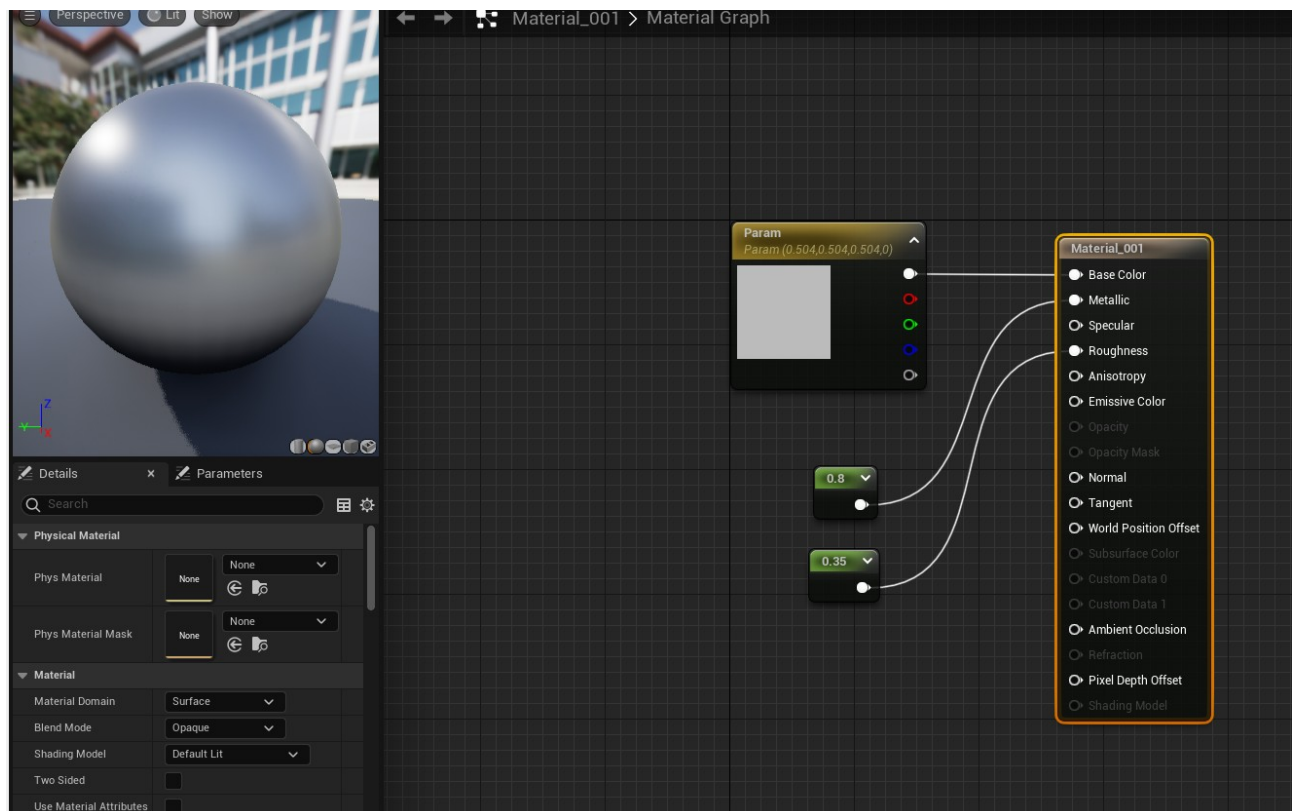 Perspective Lit Show
Material_001 > Material Graph
Param
Param (0.504,0.504,0.504,0)
0.8
0.35
Material_001
Base Color
Metallic
Specular
Roughness
Anisotropy
Emissive Color
Opacity
Opacity Mask
Normal
Tangent
World Position Offset
Subsurface Color
Custom Data 0
Custom Data 1
Ambient Occlusion
Refraction
Pixel Depth Offset
Shading Model
Z
Y
X
Details × Parameters
Search
Physical Material
Phys Material None None
Phys Material Mask None None
Material
Material Domain Surface
Blend Mode Opaque
Shading Model Default Lit
Two Sided
Use Material Attributes